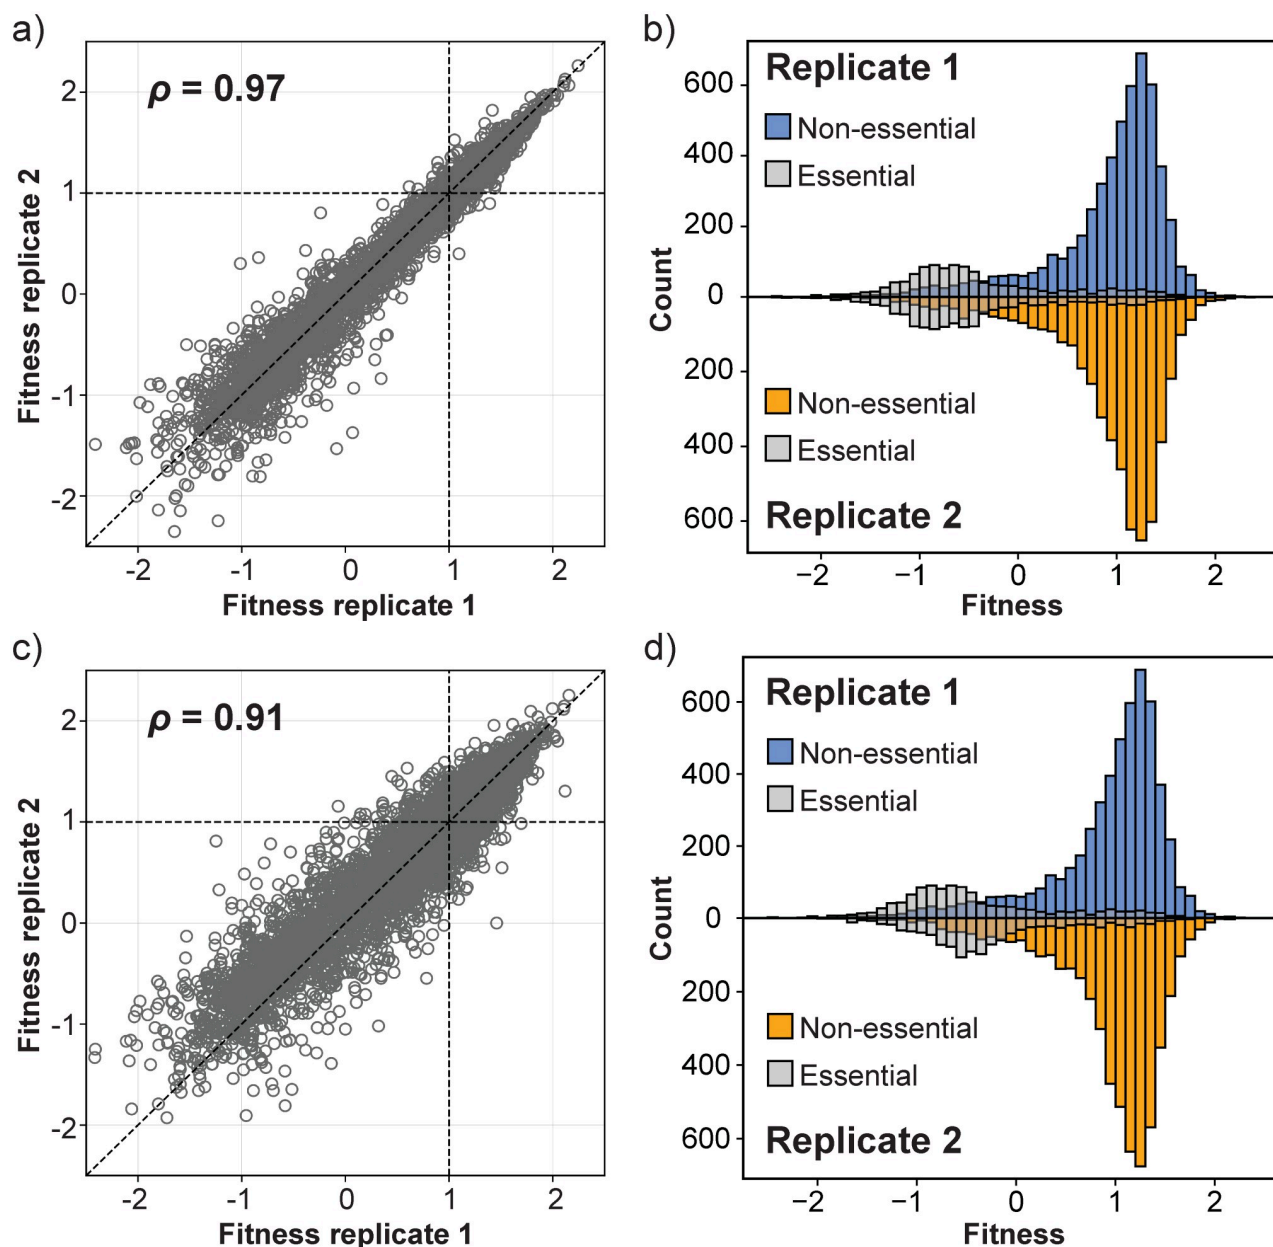 a)
ρ = 0.97
2
1
0
-1
-2
Fitness replicate 2
-2
-1
0
1
2
Fitness replicate 1
b)
Replicate 1
Non-essential
Essential
600
400
200
0
200
400
600
Count
Non-essential
Essential
Replicate 2
−2
−1
0
1
2
Fitness
c)
ρ = 0.91
2
1
0
-1
-2
Fitness replicate 2
-2
-1
0
1
2
Fitness replicate 1
d)
Replicate 1
Non-essential
Essential
600
400
200
0
200
400
600
Count
Non-essential
Essential
Replicate 2
−2
−1
0
1
2
Fitness